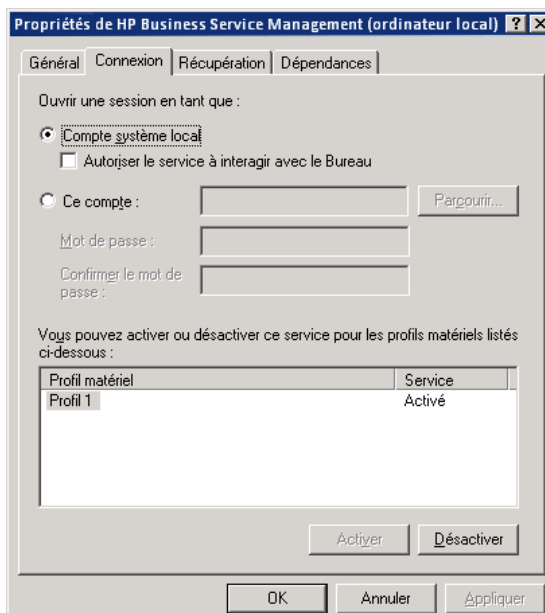 Propriétés de HP Business Service Management (ordinateur local)
Général Connexion Récupération Dépendances
Ouvrir une session en tant que :
Compte système local
Autoriser le service à interagir avec le Bureau
Ce compte : Parcourir...
Mot de passe :
Confirmer le mot de
passe :
Vous pouvez activer ou désactiver ce service pour les profils matériels listés
ci-dessous :
Profil matériel Service
Profil 1 Activé
Activer Désactiver
OK Annuler Appliquer